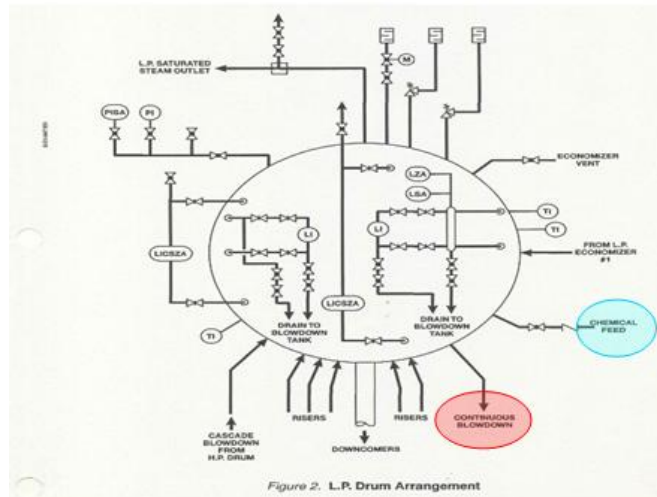 L.P. SATURATED
STEAM OUTLET
M
PISA
PI
ECONOMIZER
VENT
LZA
LSA
TI
TI
LI
LI
LICSZA
LICSZA
FROM L.P.
ECONOMIZER
#1
CHEMICAL
FEED
DRAIN TO
BLOWDOWN
TANK
DRAIN TO
BLOWDOWN
TANK
TI
RISERS
RISERS
CONTINUOUS
BLOWDOWN
CASCADE
BLOWDOWN
FROM
H.P. DRUM
DOWNCOMERS
Figure 2. L.P. Drum Arrangement